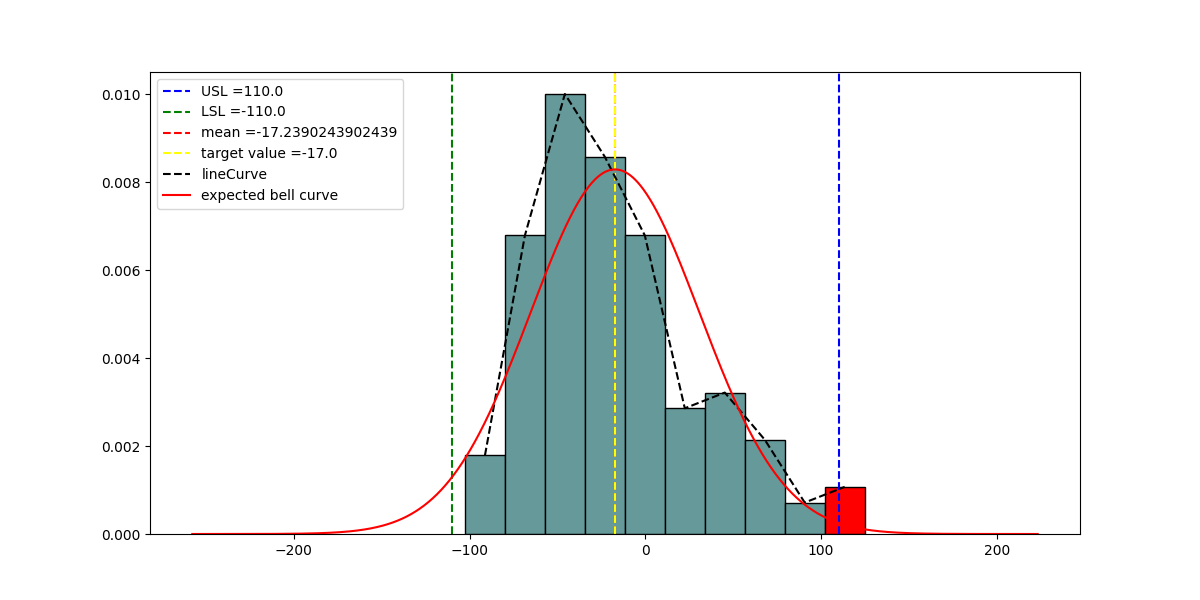 USL =110.0
LSL =-110.0
mean =-17.2390243902439
target value =-17.0
lineCurve
expected bell curve
0.010
0.008
0.006
0.004
0.002
0.000
−200
−100
0
100
200